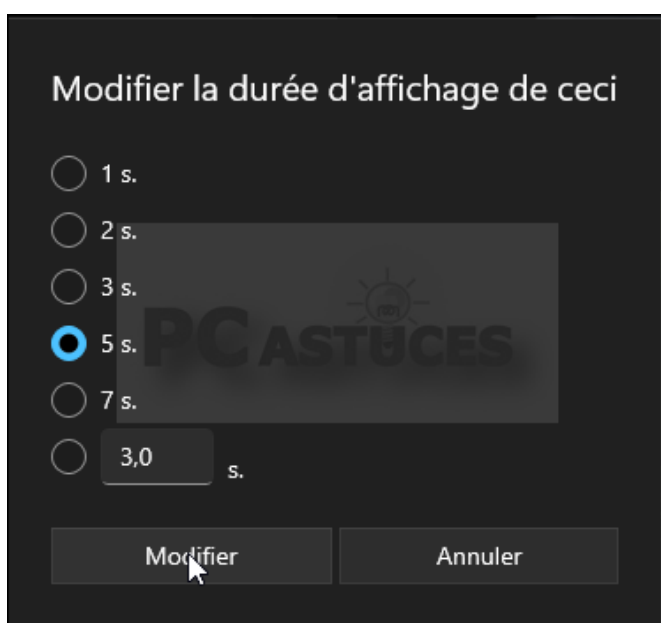 Modifier la durée d'affichage de ceci
1 s.
2 s.
3 s.
PC ASTUCES
5 s.
7 s.
3,0 s.
Modifier Annuler